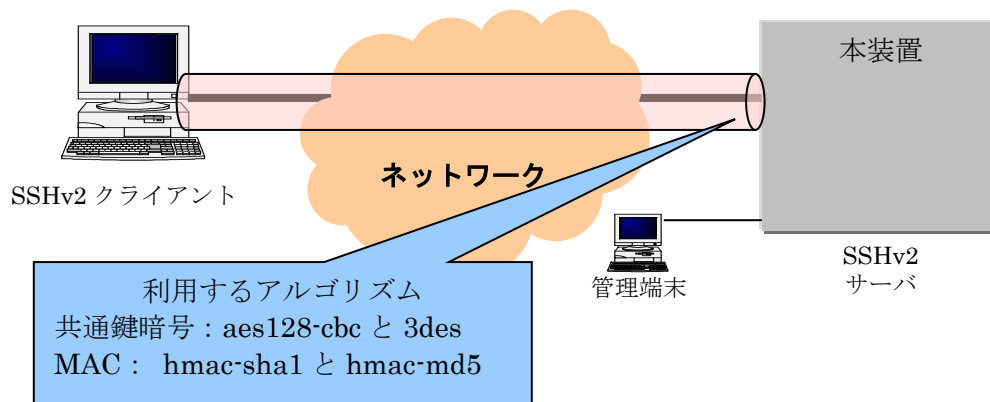 本装置
ネットワーク
SSHv2 クライアント
SSHv2
サーバ
管理端末
利用するアルゴリズム
共通鍵暗号：aes128-cbc と 3des
MAC： hmac-sha1 と hmac-md5